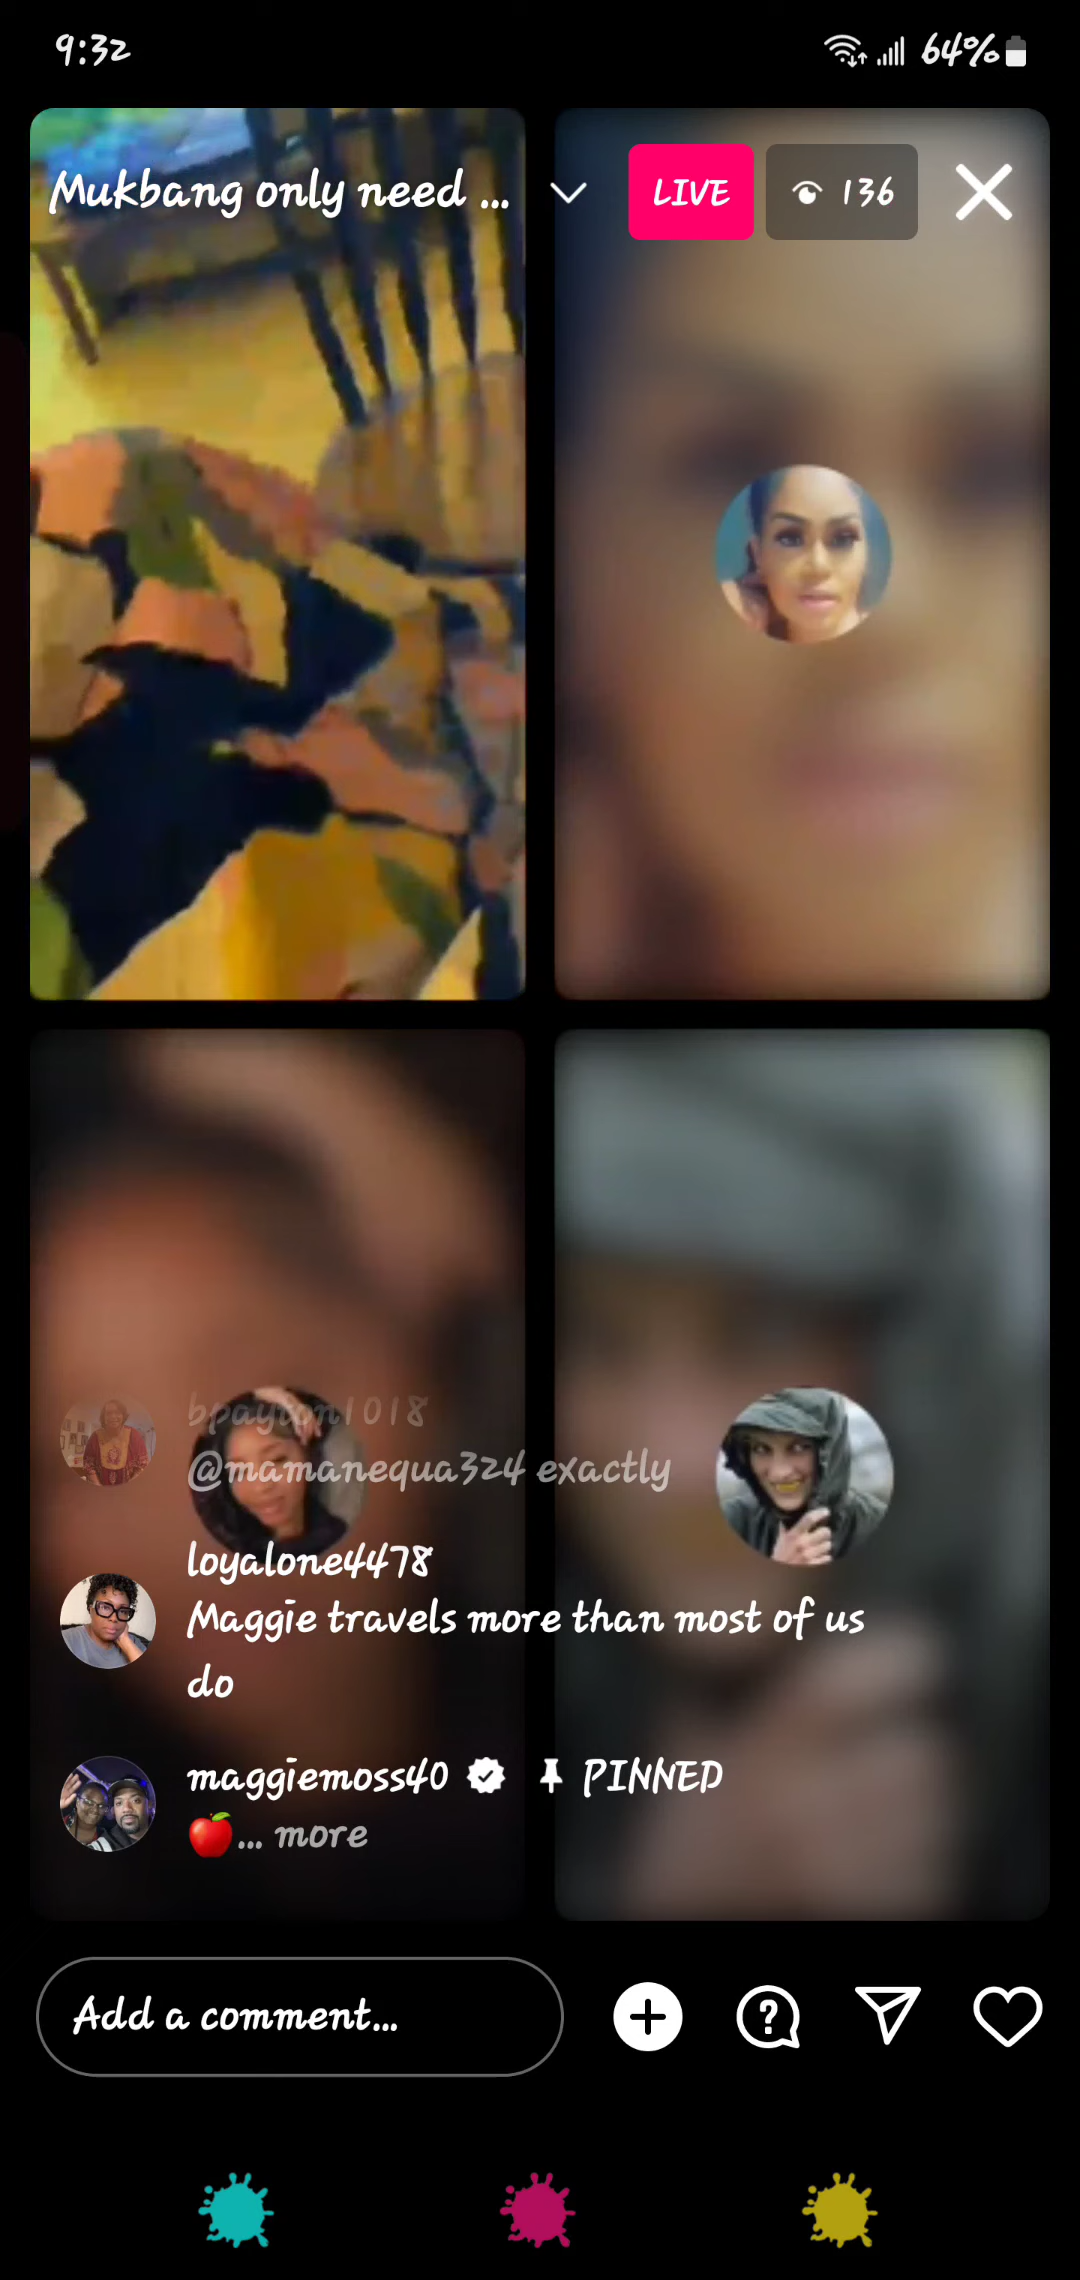 9:32
64%
Mukbang only need ...
LIVE
136
bpayton1018
@mamanequa324 exactly
loyalone4478
Maggie travels more than most of us
do
maggiemoss40 PINNED
🍎... more
Add a comment...